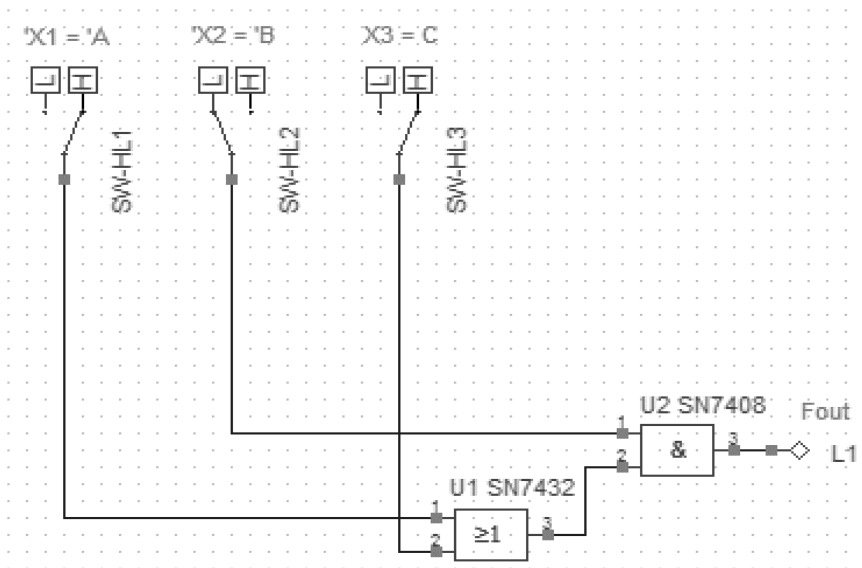 'X1 = 'A
'X2 = 'B
X3 = C
L H
L H
L H
SW-HL1
SW-HL2
SW-HL3
U2 SN7408
Fout
1
2
&
3
L1
U1 SN7432
1
2
≥1
3